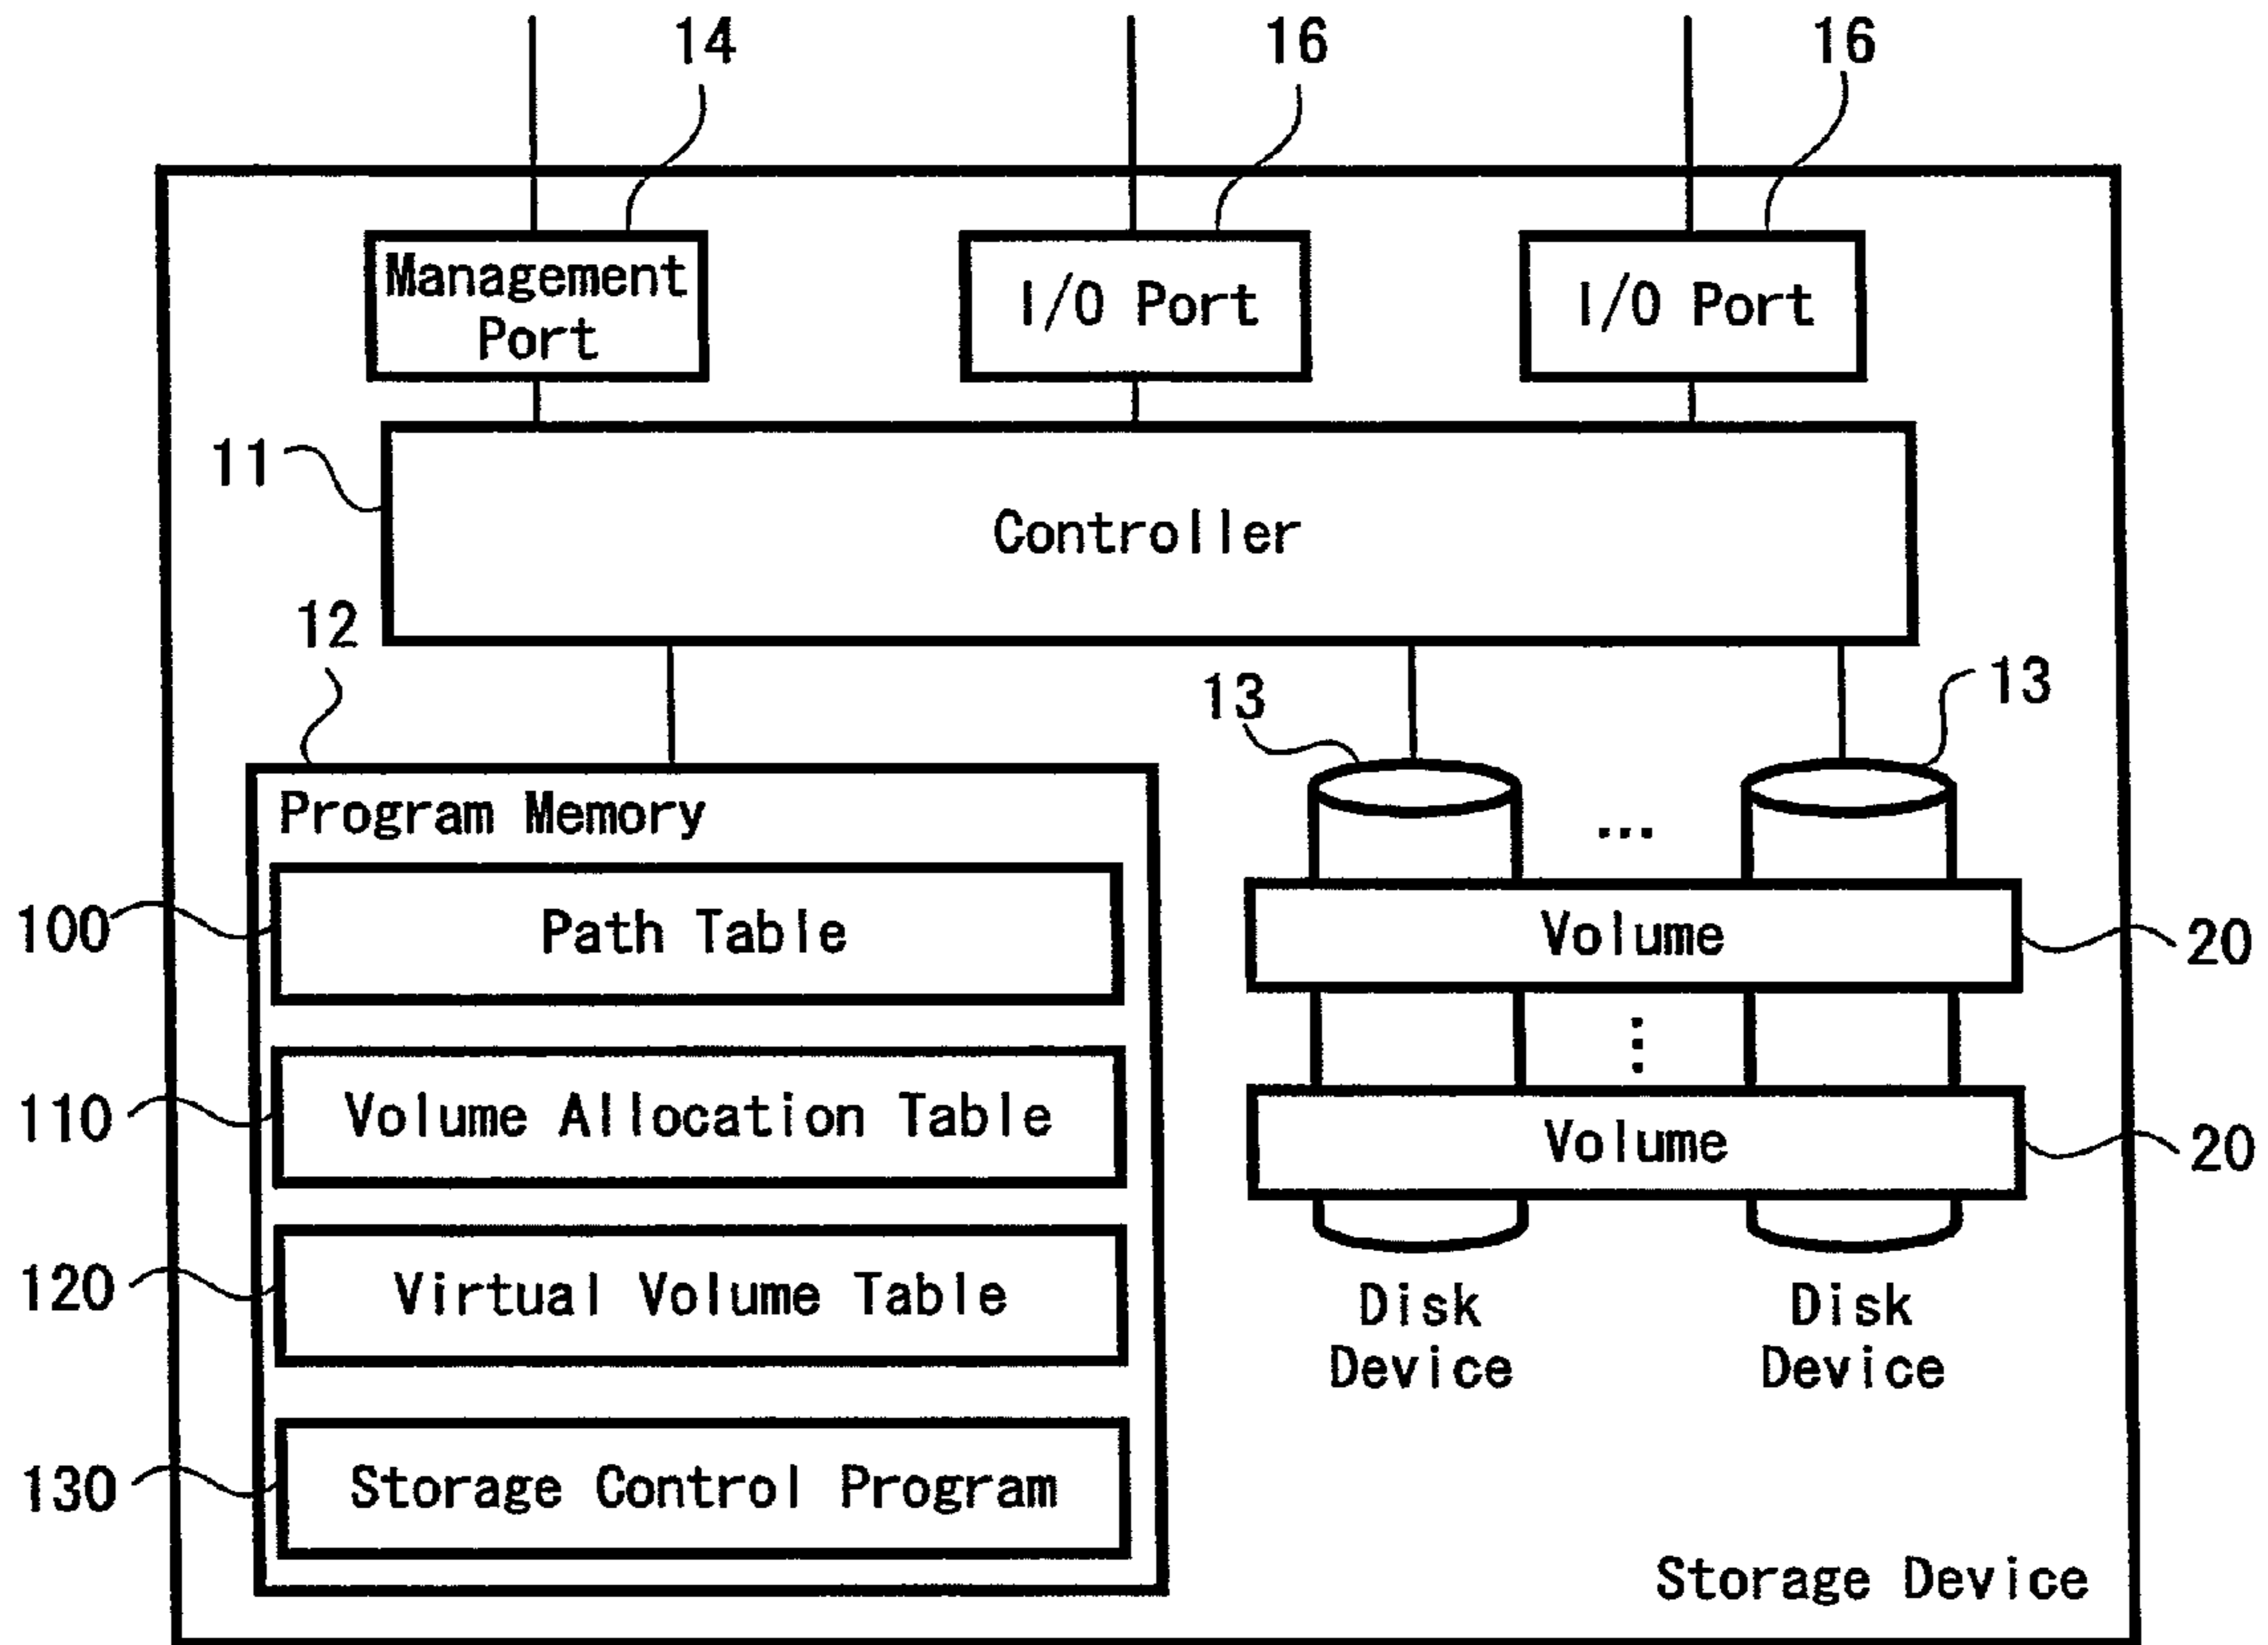 14
16
16
Management
Port
I/O Port
I/O Port
11
Controller
12
13
13
Program Memory
...
100
Path Table
Volume
20
110
Volume Allocation Table
Volume
20
120
Virtual Volume Table
Disk
Device
Disk
Device
130
Storage Control Program
Storage Device